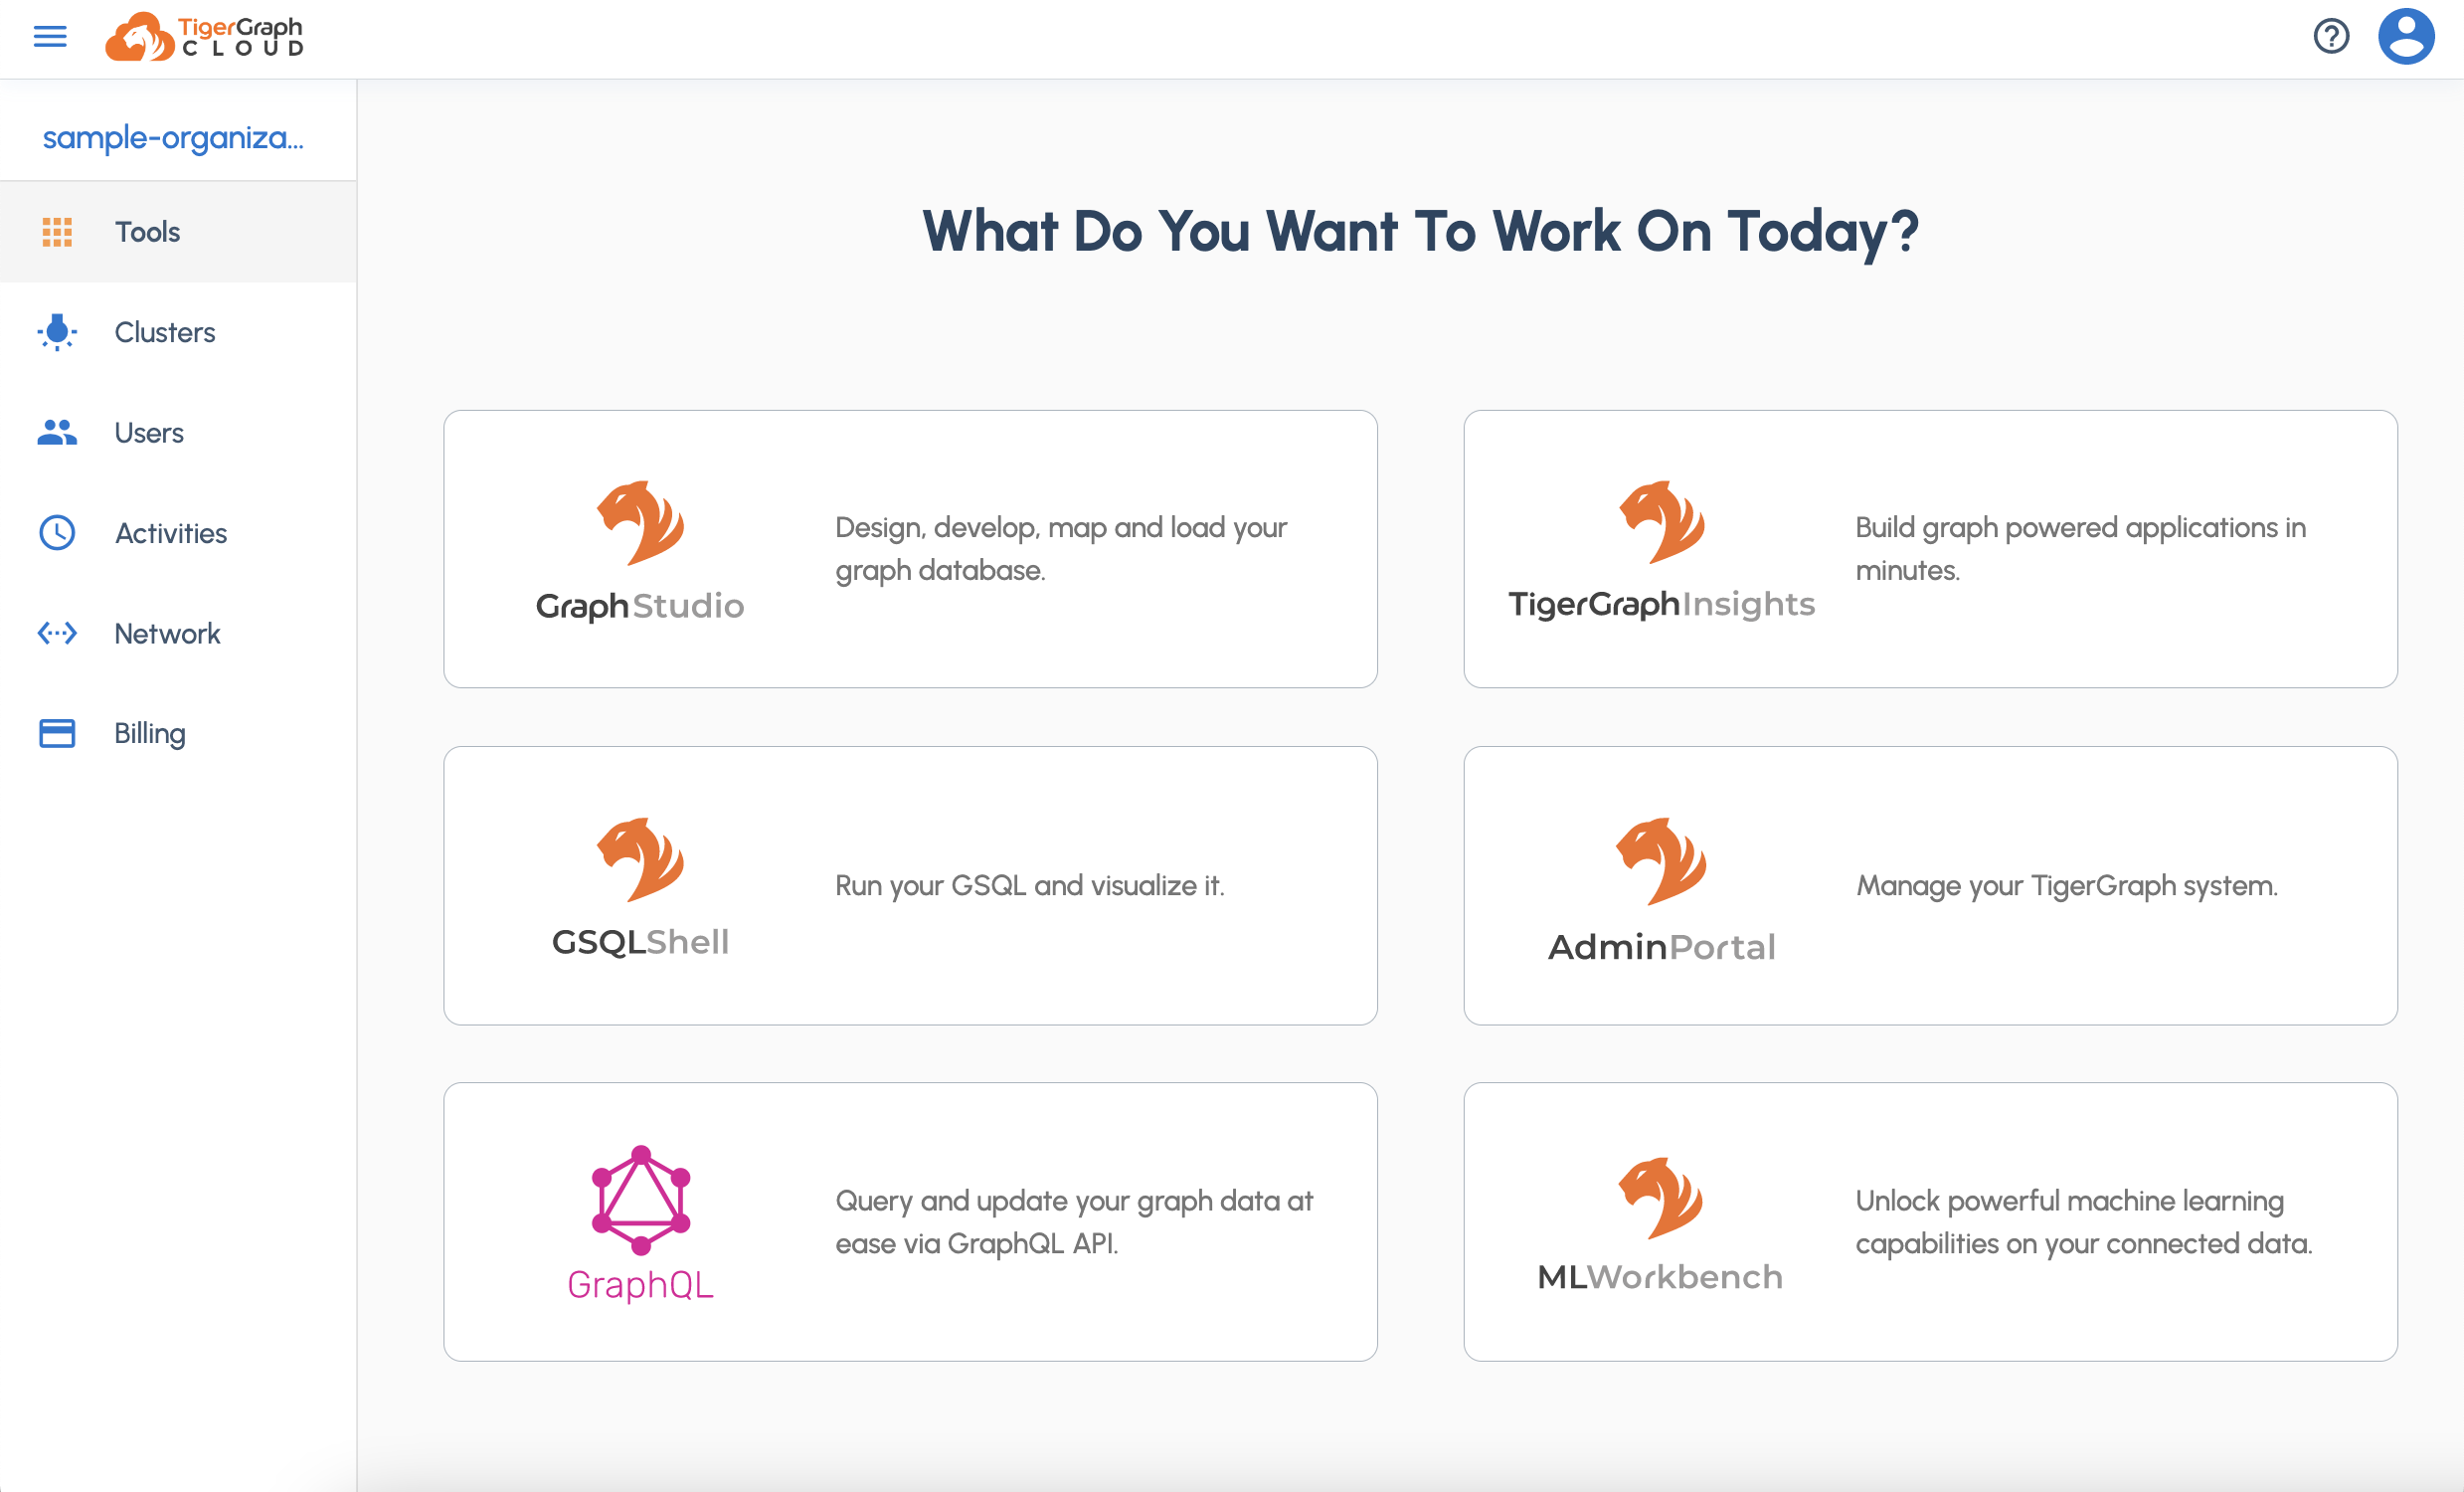 TigerGraph
CLOUD
sample-organiza...
Tools
Clusters
Users
Activities
Network
Billing
What Do You Want To Work On Today?
GraphStudio
Design, develop, map and load your
graph database.
TigerGraphInsights
Build graph powered applications in
minutes.
GSQLShell
Run your GSQL and visualize it.
AdminPortal
Manage your TigerGraph system.
GraphQL
Query and update your graph data at
ease via GraphQL API.
MLWorkbench
Unlock powerful machine learning
capabilities on your connected data.